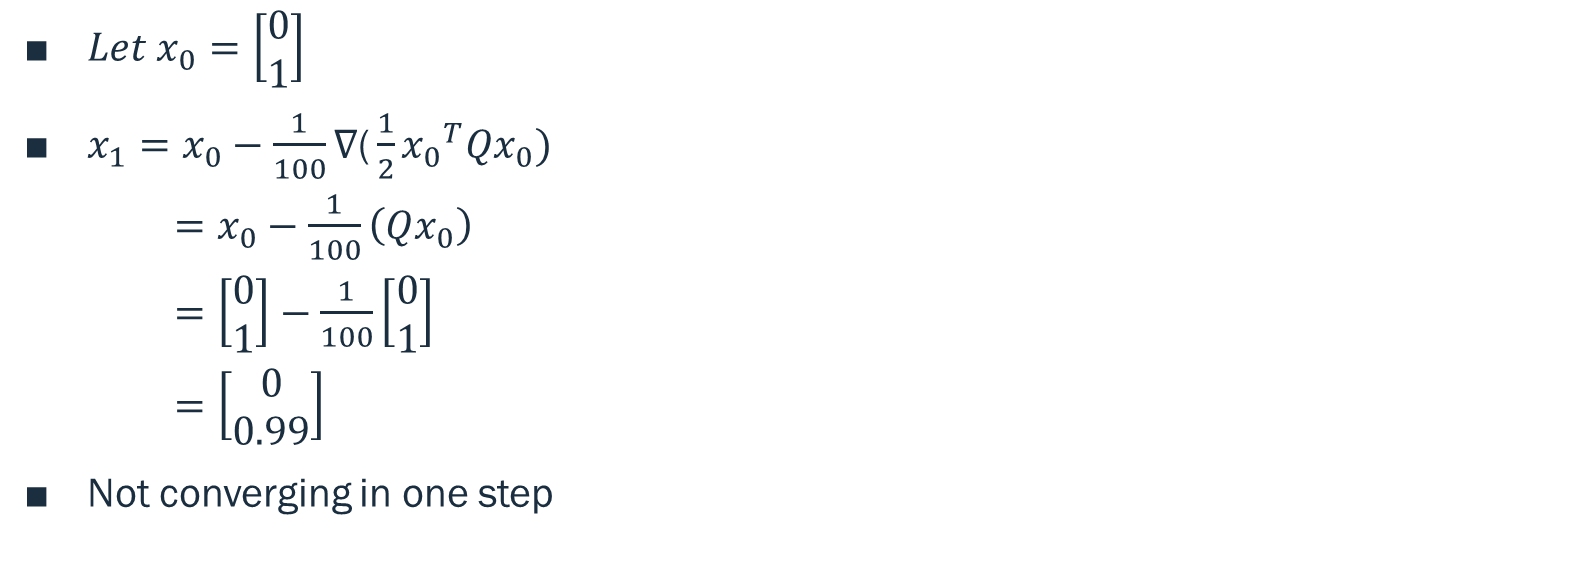 ■ Let x₀ = [0 1]
■ x₁ = x₀ − 1/100 ∇(1/2 x₀ᵀQx₀)
= x₀ − 1/100 (Qx₀)
= [0 1] − 1/100 [0 1]
= [0 0.99]
■ Not converging in one step